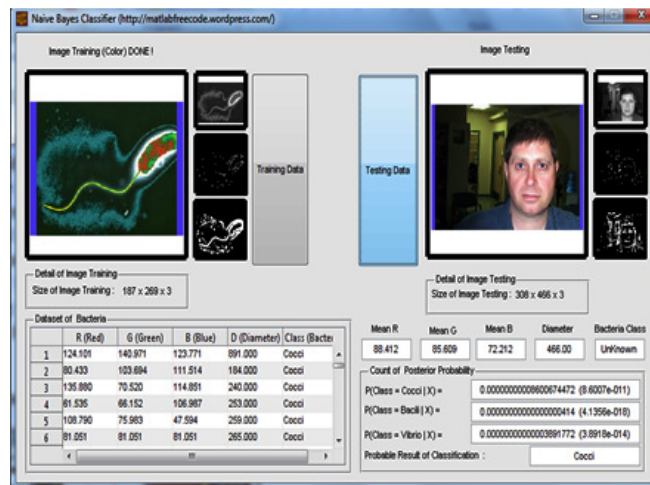 Naive Bayes Classifier (http://matlabfreecode.wordpress.com/)
Image Training (Color) DONE !
Image Testing
Training Data
Testing Data
Detail of Image Training
Size of Image Training : 187 x 269 x 3
Detail of Image Testing
Size of Image Testing : 308 x 466 x 3
Dataset of Bacteria
R (Red) G (Green) B (Blue) D (Diameter) Class (Bacter
1 124.101 140.971 123.771 891.000 Cocci
2 80.433 103.694 111.514 184.000 Cocci
3 135.880 70.520 114.851 240.000 Cocci
4 61.535 66.152 106.987 253.000 Cocci
5 108.790 75.983 47.594 259.000 Cocci
6 81.051 81.051 81.051 265.000 Cocci
Mean R Mean G Mean B Diameter Bacteria Class
88.412 85.609 72.212 466.00 UnKnown
Count of Posterior Probability
P(Class = Cocci | X) = 0.00000000008600674472 (8.6007e-011)
P(Class = Bacili | X) = 0.00000000000000000414 (4.1356e-018)
P(Class = Vibrio | X) = 0.00000000000003891772 (3.8918e-014)
Probable Result of Classification : Cocci